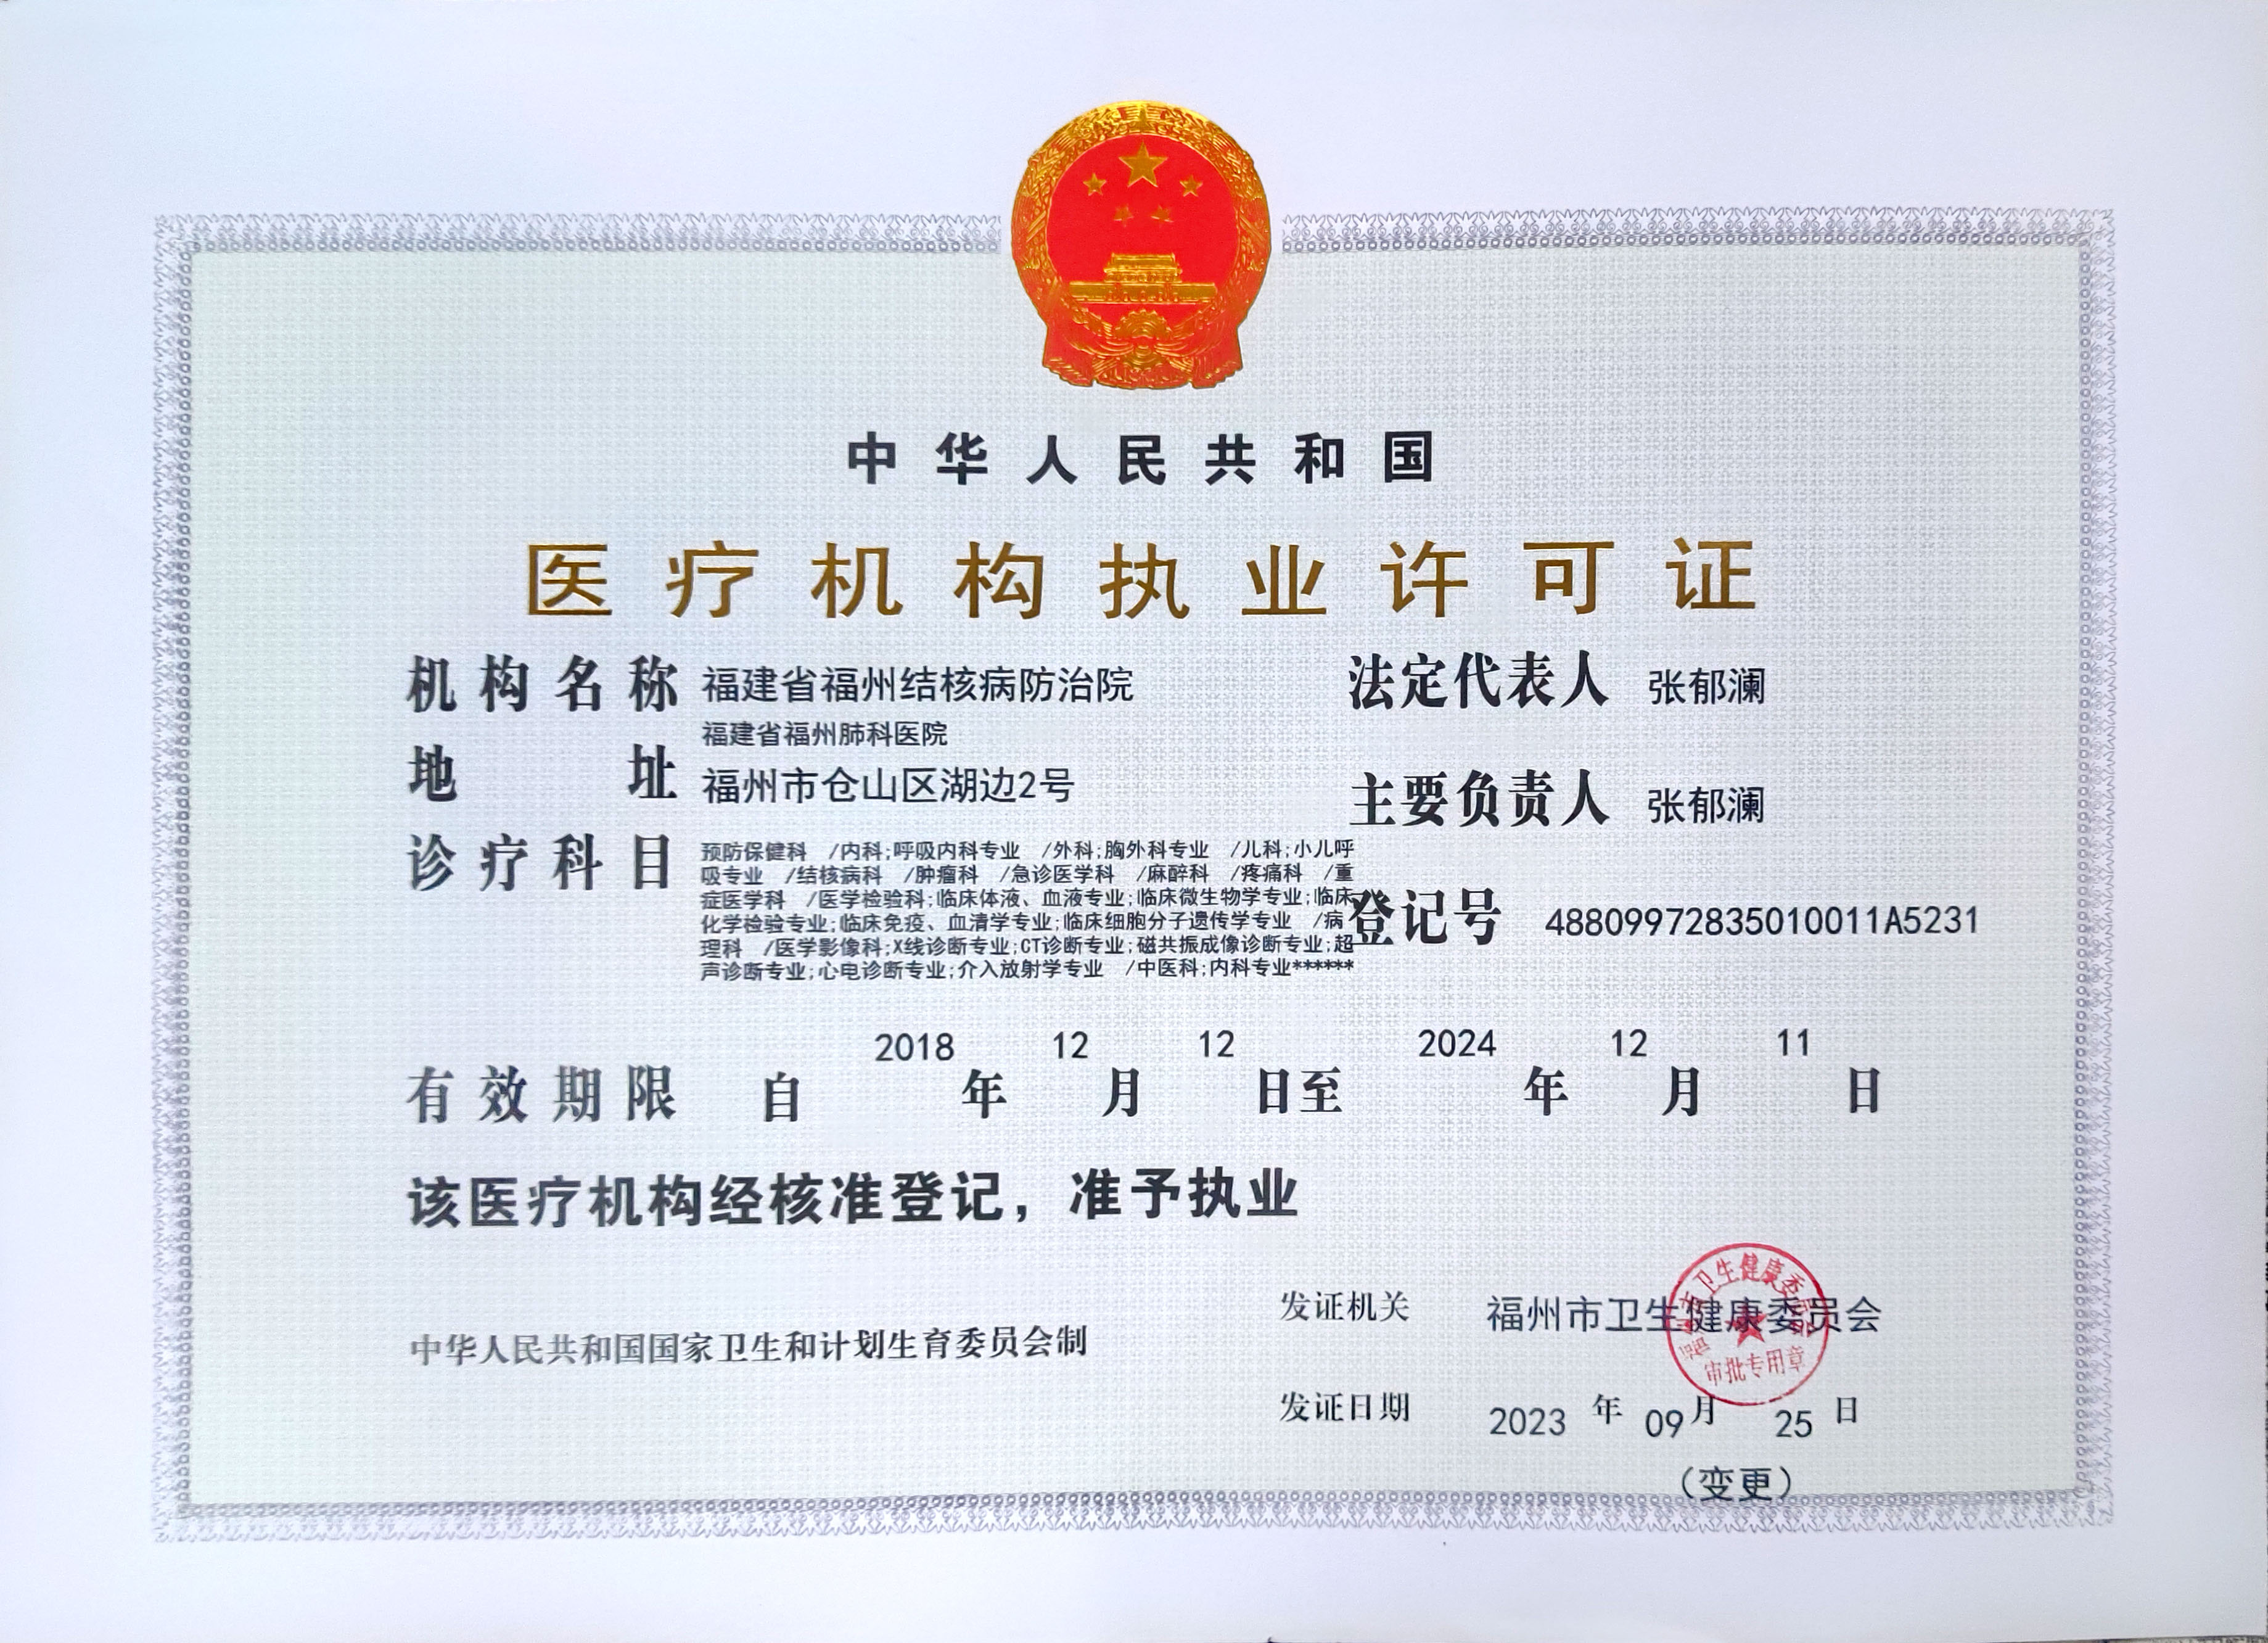 中华人民共和国
医疗机构执业许可证
机构名称 福建省福州结核病防治院
福建省福州肺科医院
法定代表人 张郁澜
地址 福州市仓山区湖边2号
主要负责人 张郁澜
诊疗科目 预防保健科 /内科;呼吸内科专业 /外科;胸外科专业 /儿科;小儿呼
吸专业 /结核病科 /肿瘤科 /急诊医学科 /麻醉科 /疼痛科 /重
症医学科 /医学检验科;临床体液、血液专业;临床微生物学专业;临床
化学检验专业;临床免疫、血清学专业;临床细胞分子遗传学专业 /病
理科 /医学影像科;X线诊断专业;CT诊断专业;磁共振成像诊断专业;超
声诊断专业;心电诊断专业;介入放射学专业 /中医科;内科专业******
登记号 48809972835010011A5231
有效期限 自 2018 年 12 月 12 日至 2024 年 12 月 11 日
该医疗机构经核准登记，准予执业
中华人民共和国国家卫生和计划生育委员会制
发证机关 福州市卫生健康委员会
福州市卫生健康委员会
审批专用章
发证日期 2023 年 09 月 25 日
（变更）